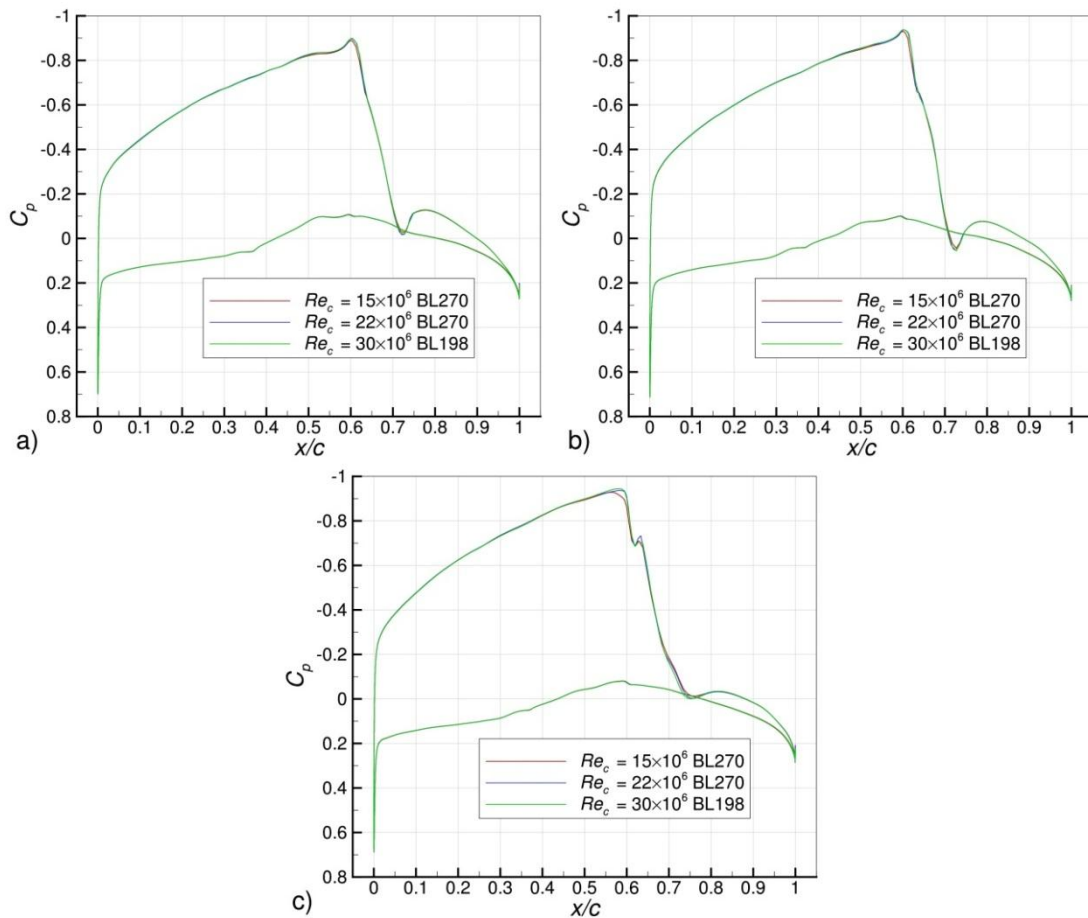 -1
-0.8
-0.6
-0.4
-0.2
0
0.2
0.4
0.6
0.8
C_p
Re_c = 15×10^6 BL270
Re_c = 22×10^6 BL270
Re_c = 30×10^6 BL198
0 0.1 0.2 0.3 0.4 0.5 0.6 0.7 0.8 0.9 1
x/c
a)
-1
-0.8
-0.6
-0.4
-0.2
0
0.2
0.4
0.6
0.8
C_p
Re_c = 15×10^6 BL270
Re_c = 22×10^6 BL270
Re_c = 30×10^6 BL198
0 0.1 0.2 0.3 0.4 0.5 0.6 0.7 0.8 0.9 1
x/c
b)
-1
-0.8
-0.6
-0.4
-0.2
0
0.2
0.4
0.6
0.8
C_p
Re_c = 15×10^6 BL270
Re_c = 22×10^6 BL270
Re_c = 30×10^6 BL198
0 0.1 0.2 0.3 0.4 0.5 0.6 0.7 0.8 0.9 1
x/c
c)